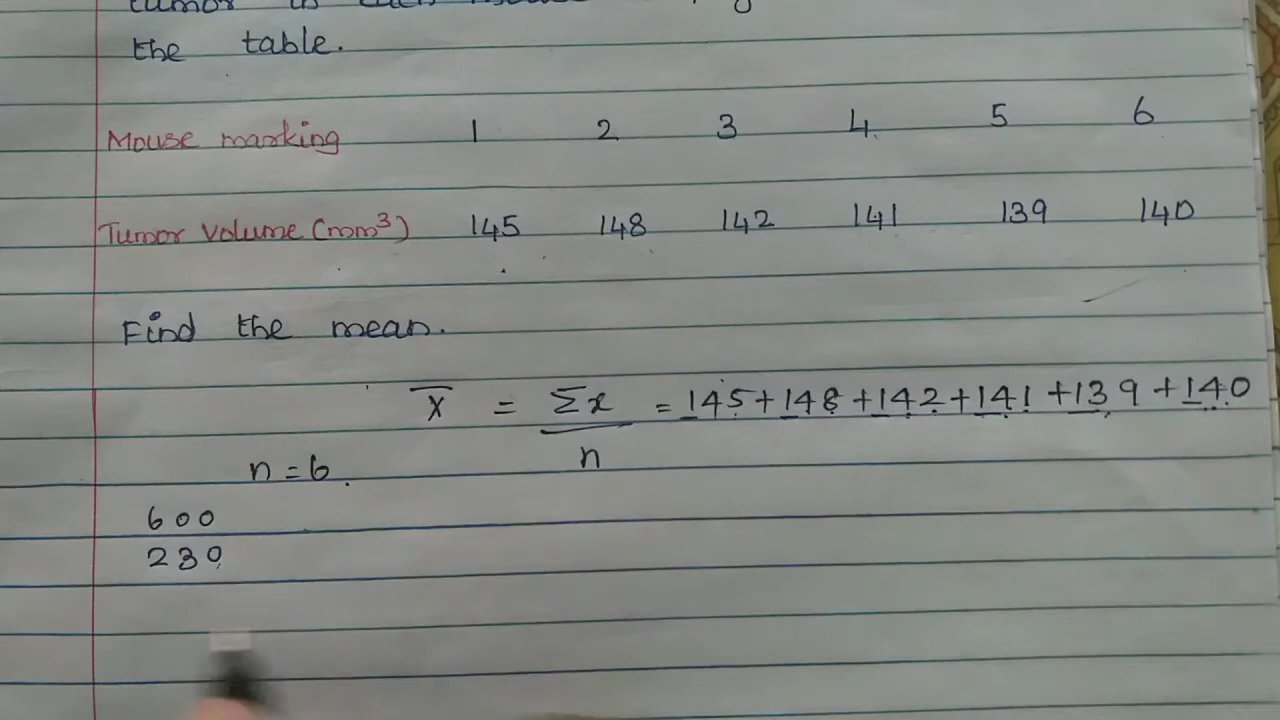 the table.
Mouse marking 1 2 3 4 5 6
Tumor volume (mm³) 145 148 142 141 139 140
Find the mean.
x̄ = Σx = 145+148+142+141+139+140
n
n = 6.
600
230